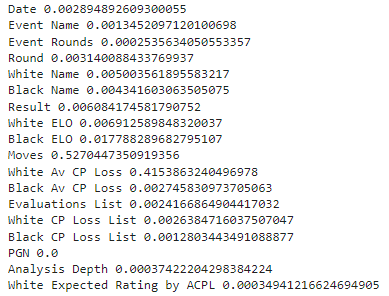 Date 0.002894892609300055
Event Name 0.0013452097120100698
Event Rounds 0.0002535634050553357
Round 0.003140088433769937
White Name 0.005003561895583217
Black Name 0.004341603063505075
Result 0.006084174581790752
White ELO 0.006912589848320037
Black ELO 0.017788289682795107
Moves 0.5270447350919356
White Av CP Loss 0.4153863240496978
Black Av CP Loss 0.002745830973705063
Evaluations List 0.0024166864904417032
White CP Loss List 0.0026384716037507047
Black CP Loss List 0.0012803443491088877
PGN 0.0
Analysis Depth 0.00037422204298384224
White Expected Rating by ACPL 0.00034941216624694905